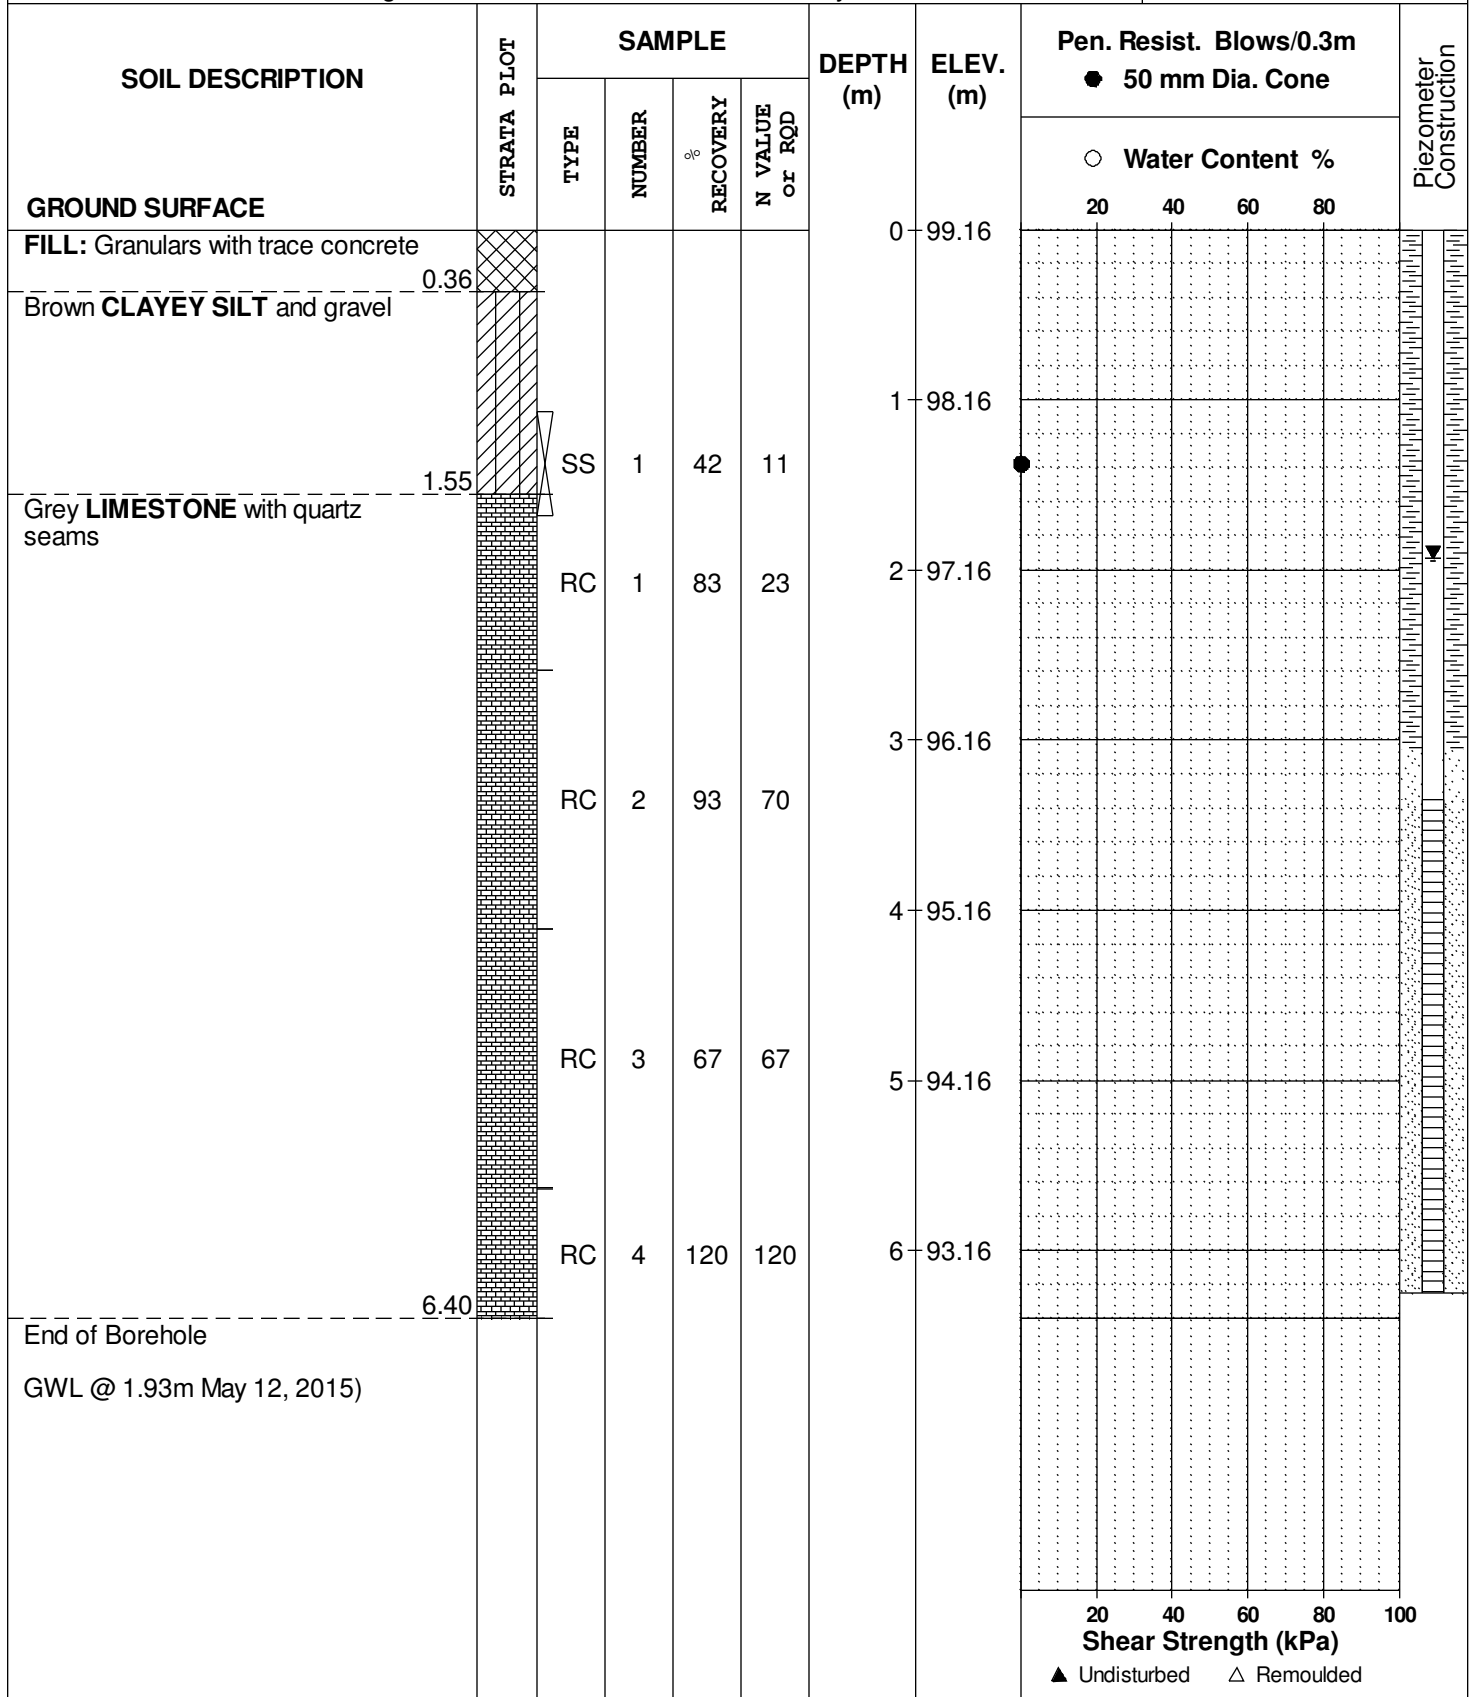 SOIL DESCRIPTION
GROUND SURFACE
STRATA PLOT
SAMPLE
TYPE
NUMBER
% RECOVERY
N VALUE
or RQD
DEPTH
(m)
ELEV.
(m)
Pen. Resist. Blows/0.3m
● 50 mm Dia. Cone
○ Water Content %
20 40 60 80
Piezometer
Construction
0 99.16
FILL: Granulars with trace concrete
0.36
Brown CLAYEY SILT and gravel
1 98.16
SS 1 42 11
1.55
Grey LIMESTONE with quartz
seams
2 97.16
RC 1 83 23
3 96.16
RC 2 93 70
4 95.16
RC 3 67 67
5 94.16
RC 4 120 120
6 93.16
6.40
End of Borehole
GWL @ 1.93m May 12, 2015)
20 40 60 80 100
Shear Strength (kPa)
▲ Undisturbed △ Remoulded